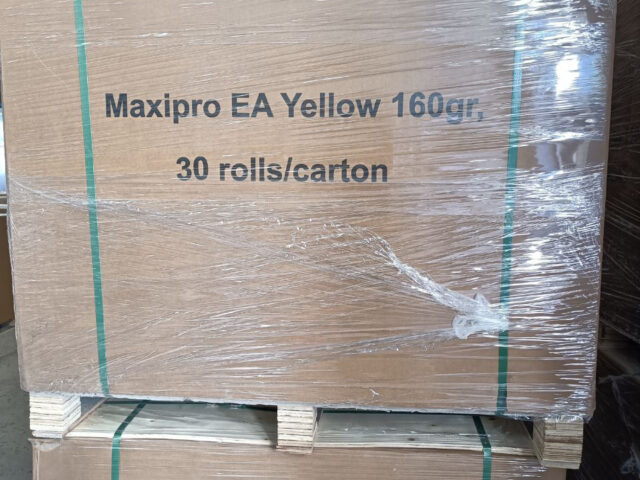 Maxipro EA Yellow 160gr,
30 rolls/carton